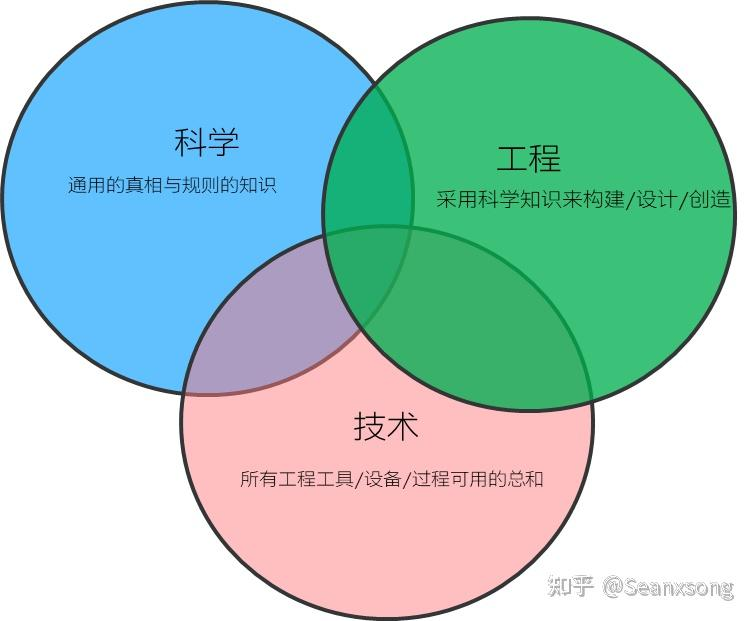 科学
通用的真相与规则的知识
工程
采用科学知识来构建/设计/创造
技术
所有工程工具/设备/过程可用的总和
知乎 @Seanxsong